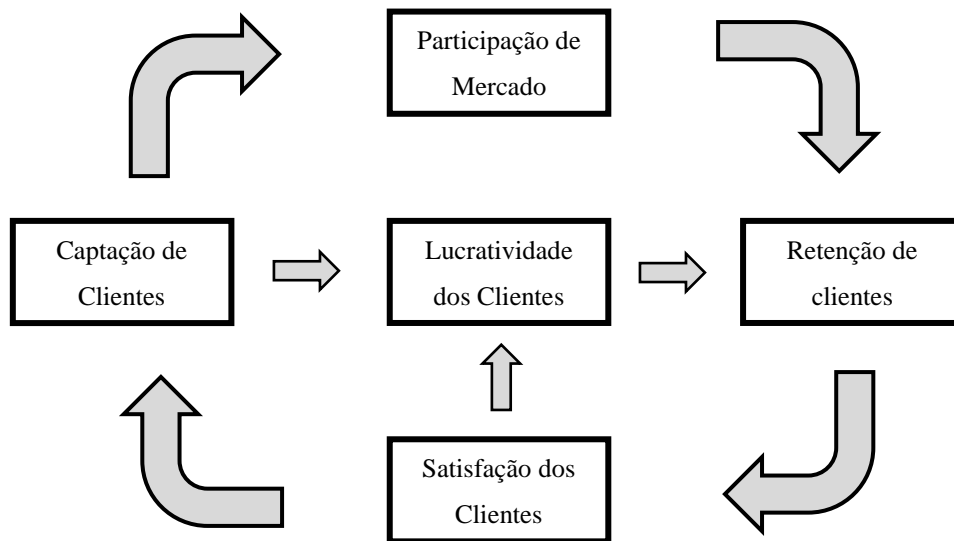 Participação de
Mercado
Captação de
Clientes
Lucratividade
dos Clientes
Retenção de
clientes
Satisfação dos
Clientes